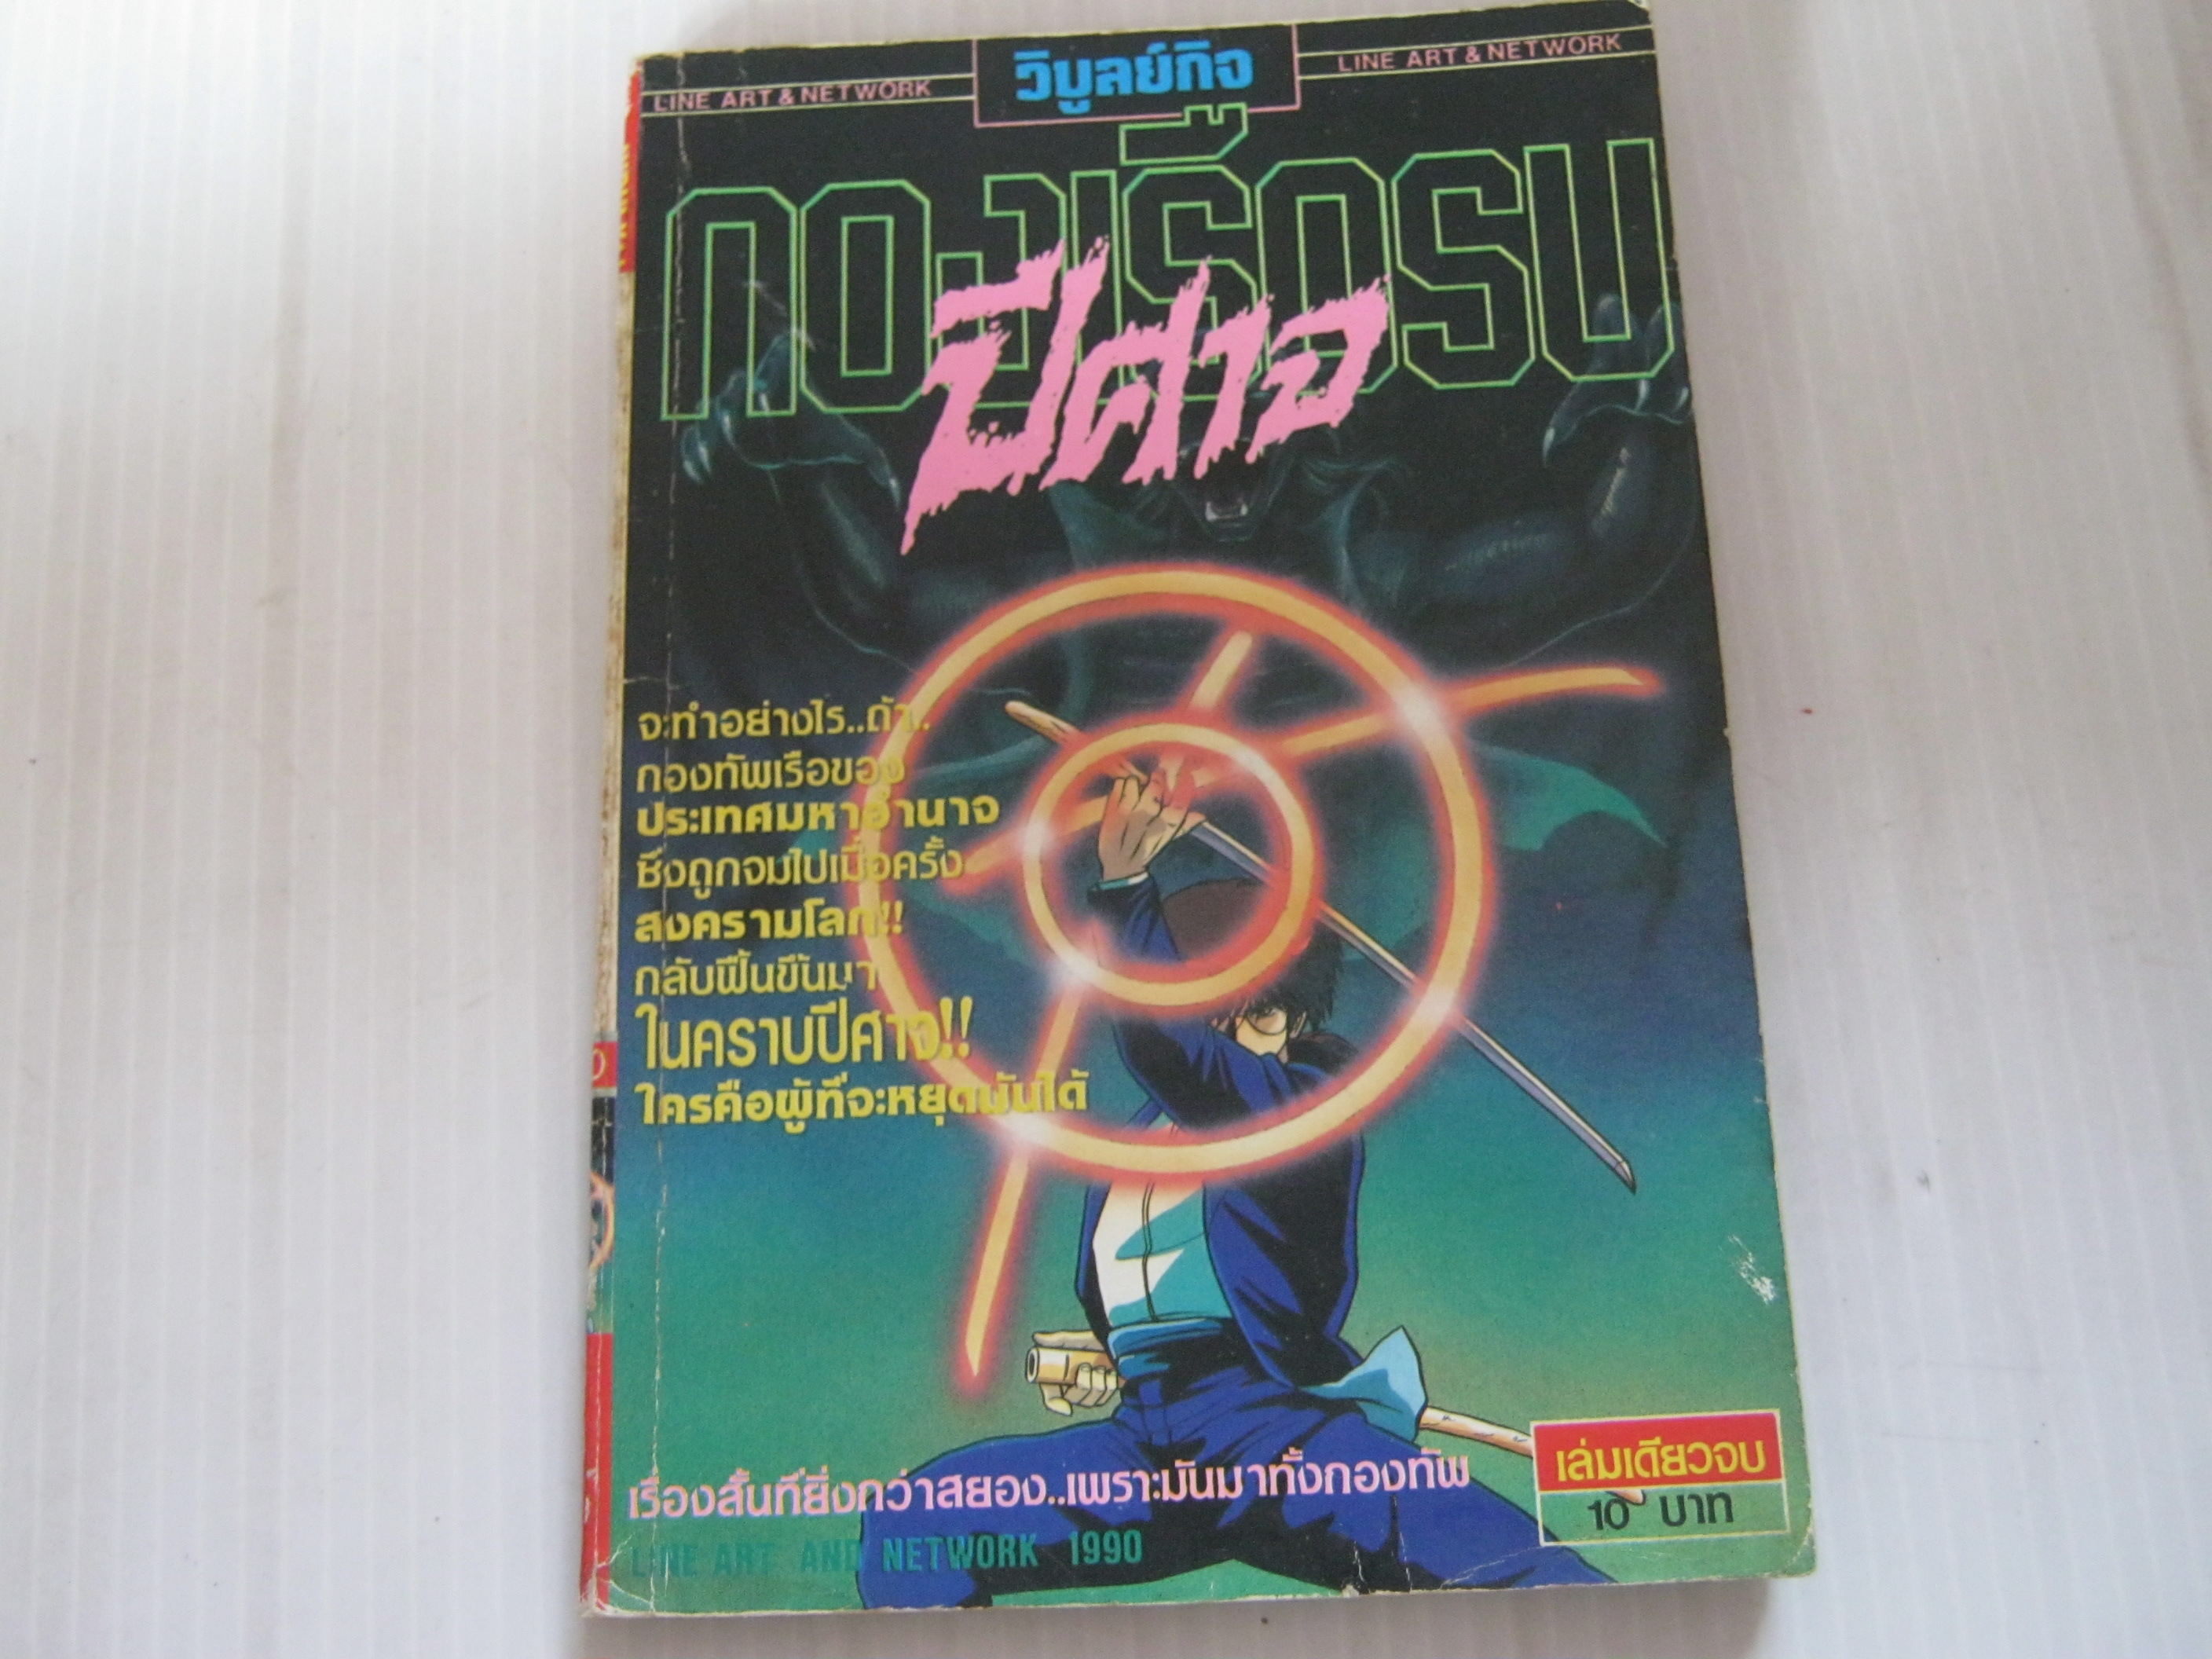 วิบูลย์กิจ
LINE ART & NETWORK
LINE ART & NETWORK
กองเรือรบ
ปีศาจ
จะทำอย่างไร..ถ้า..
กองทัพเรือของ
ประเทศมหาอำนาจ
ซึ่งถูกจมไปเมื่อครั้ง
สงครามโลก!!
กลับฟื้นขึ้นมา
ในคราบปีศาจ!!
ใครคือผู้ที่จะหยุดมันได้
เรื่องสั้นที่ยิ่งกว่าสยอง..เพราะมันมาทั้งกองทัพ
LINE ART AND NETWORK 1990
เล่มเดียวจบ
10 บาท